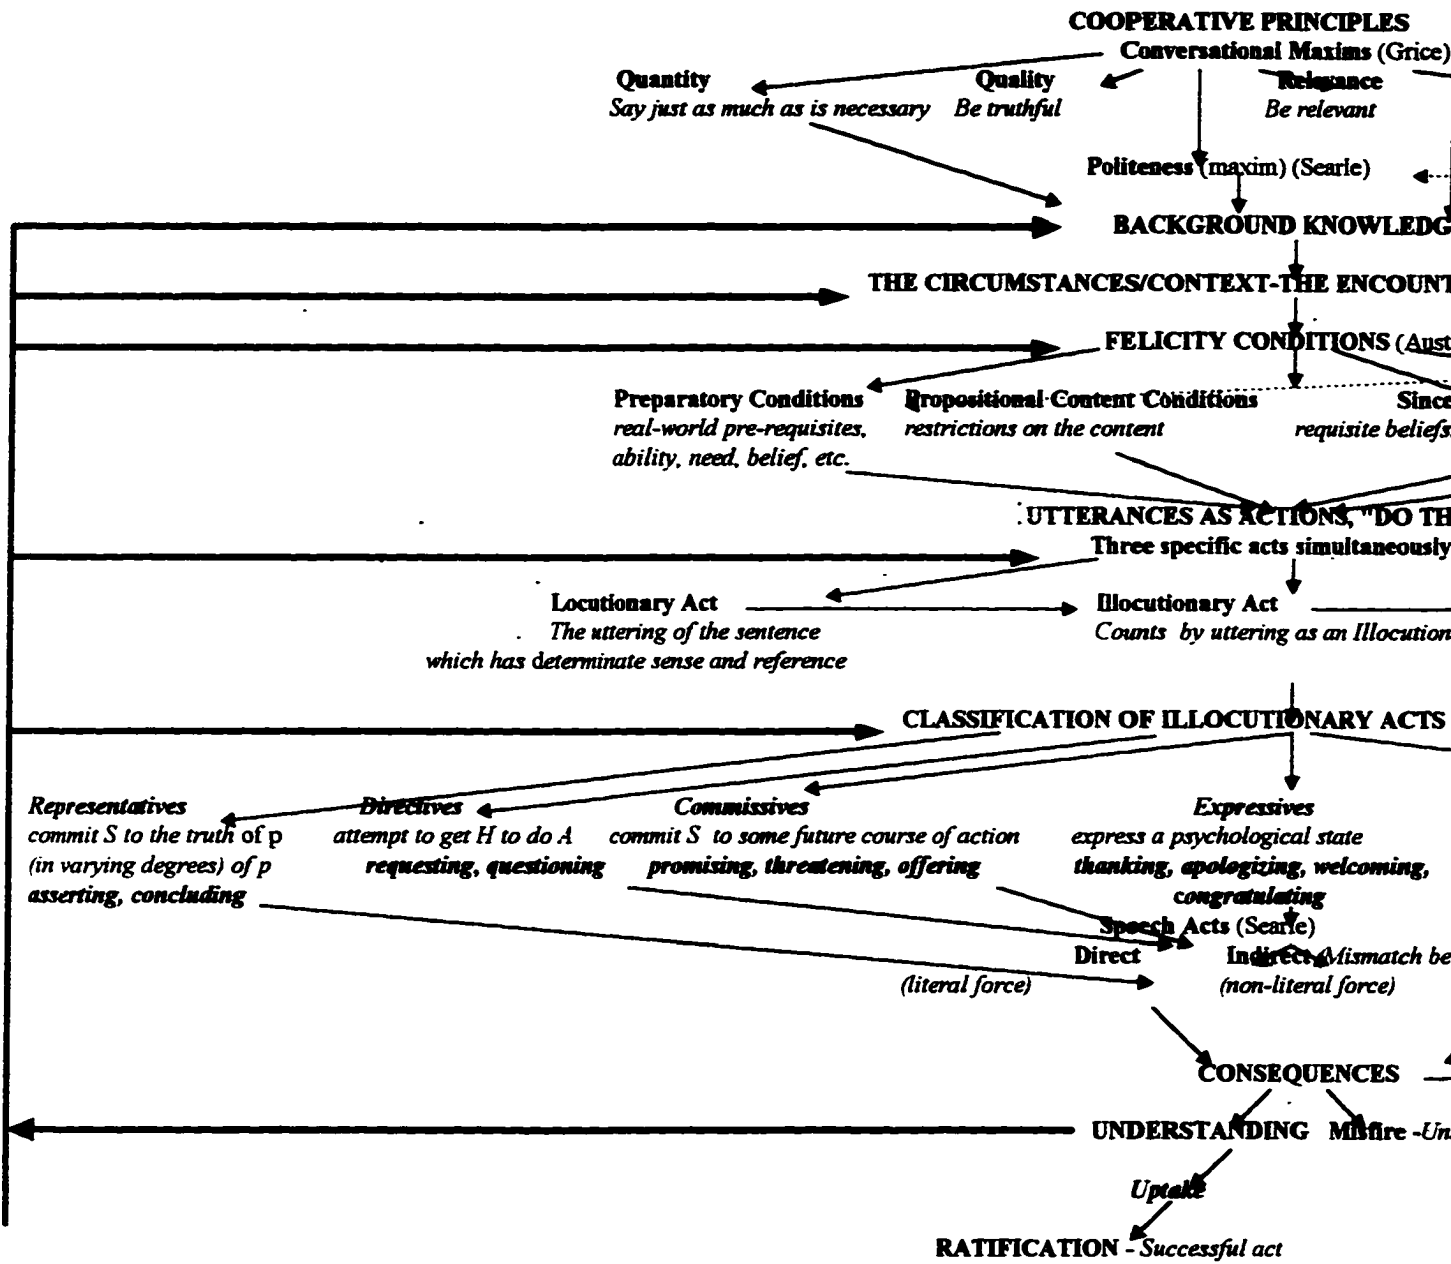 COOPERATIVE PRINCIPLES
Conversational Maxims (Grice)
Quantity Quality Relevance
Say just as much as is necessary Be truthful Be relevant
Politeness (maxim) (Searle)
BACKGROUND KNOWLEDG
THE CIRCUMSTANCES/CONTEXT-THE ENCOUNT
FELICITY CONDITIONS (Aust
Preparatory Conditions Propositional Content Conditions Since
real-world pre-requisites, restrictions on the content requisite beliefs
ability, need, belief, etc.
UTTERANCES AS ACTIONS, "DO TH
Three specific acts simultaneously
Locutionary Act Illocutionary Act
The uttering of the sentence Counts by uttering as an Illocution
which has determinate sense and reference
CLASSIFICATION OF ILLOCUTIONARY ACTS
Representatives Directives Commissives Expressives
commit S to the truth of p attempt to get H to do A commit S to some future course of action express a psychological state
(in varying degrees) of p requesting, questioning promising, threatening, offering thanking, apologizing, welcoming,
asserting, concluding congratulating
Speech Acts (Searle)
Direct Indirect Mismatch be
(literal force) (non-literal force)
CONSEQUENCES
UNDERSTANDING Misfire -Un
Uptake
RATIFICATION - Successful act